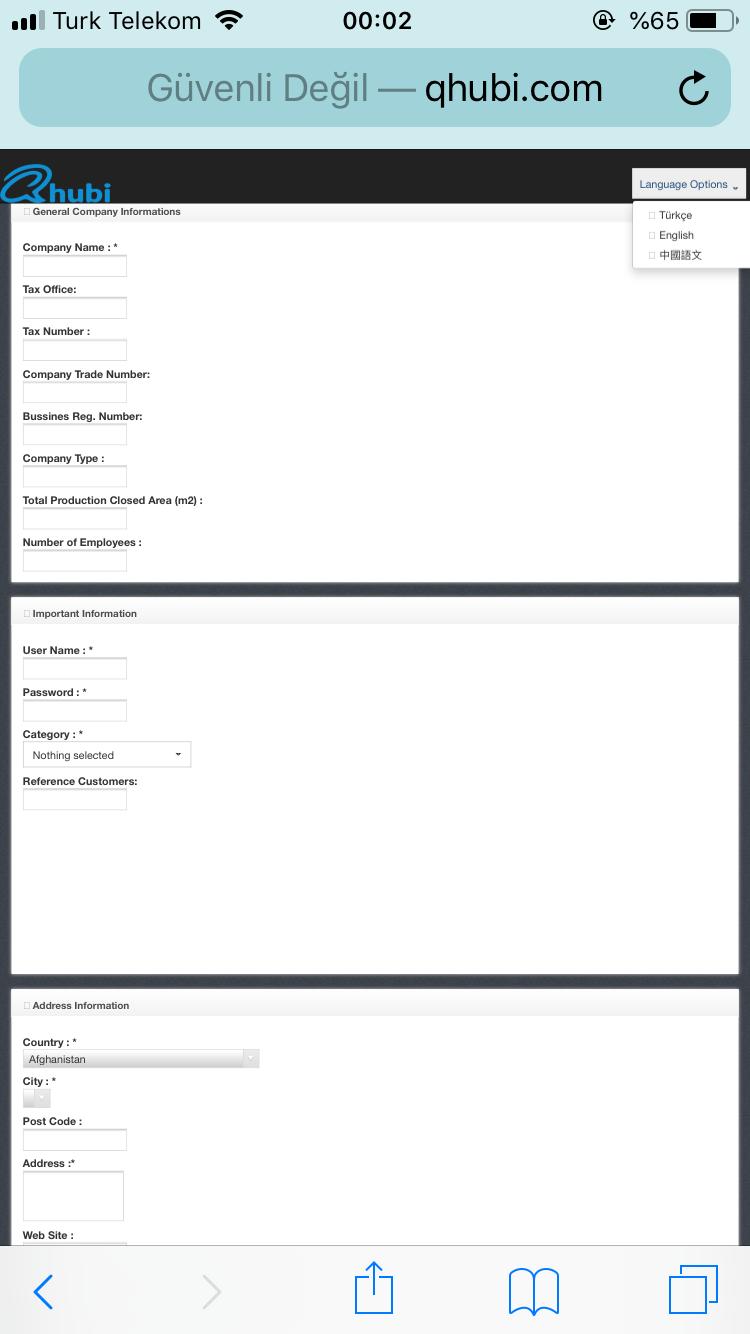 Turk Telekom
00:02
%65
Güvenli Değil — qhubi.com
Qhubi
Language Options
Türkçe
English
中國語文
General Company Informations
Company Name : *
Tax Office:
Tax Number :
Company Trade Number:
Bussines Reg. Number:
Company Type :
Total Production Closed Area (m2) :
Number of Employees :
Important Information
User Name : *
Password : *
Category : *
Nothing selected
Reference Customers:
Address Information
Country : *
Afghanistan
City : *
Post Code :
Address :*
Web Site :